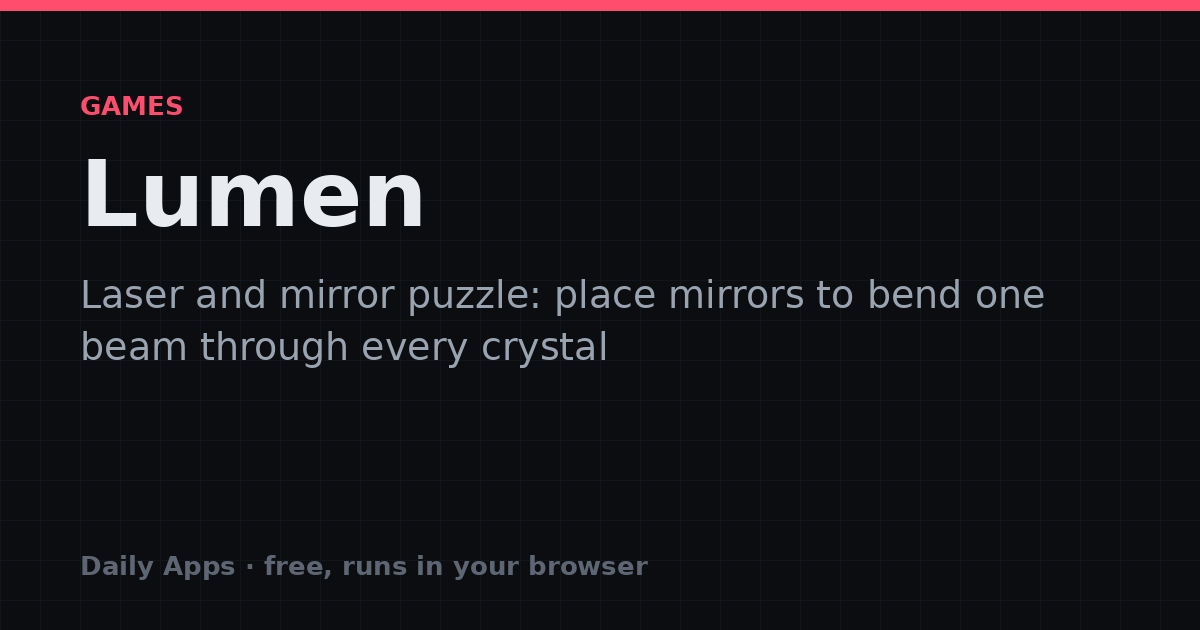 GAMES
Lumen
Laser and mirror puzzle: place mirrors to bend one
beam through every crystal
Daily Apps · free, runs in your browser